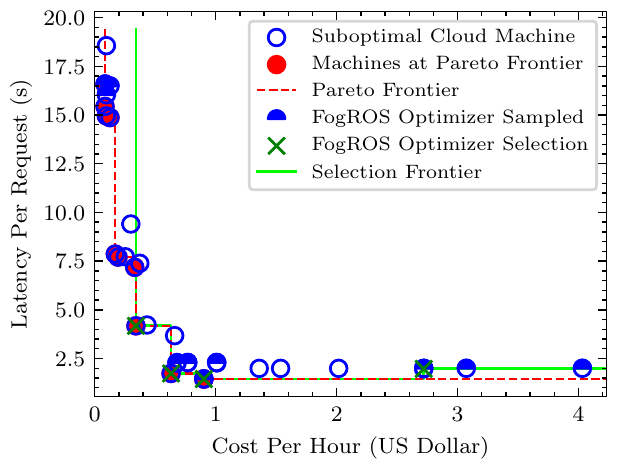 20.0
17.5
15.0
12.5
10.0
7.5
5.0
2.5
Latency Per Request (s)
Suboptimal Cloud Machine
Machines at Pareto Frontier
Pareto Frontier
FogROS Optimizer Sampled
FogROS Optimizer Selection
Selection Frontier
0 1 2 3 4
Cost Per Hour (US Dollar)